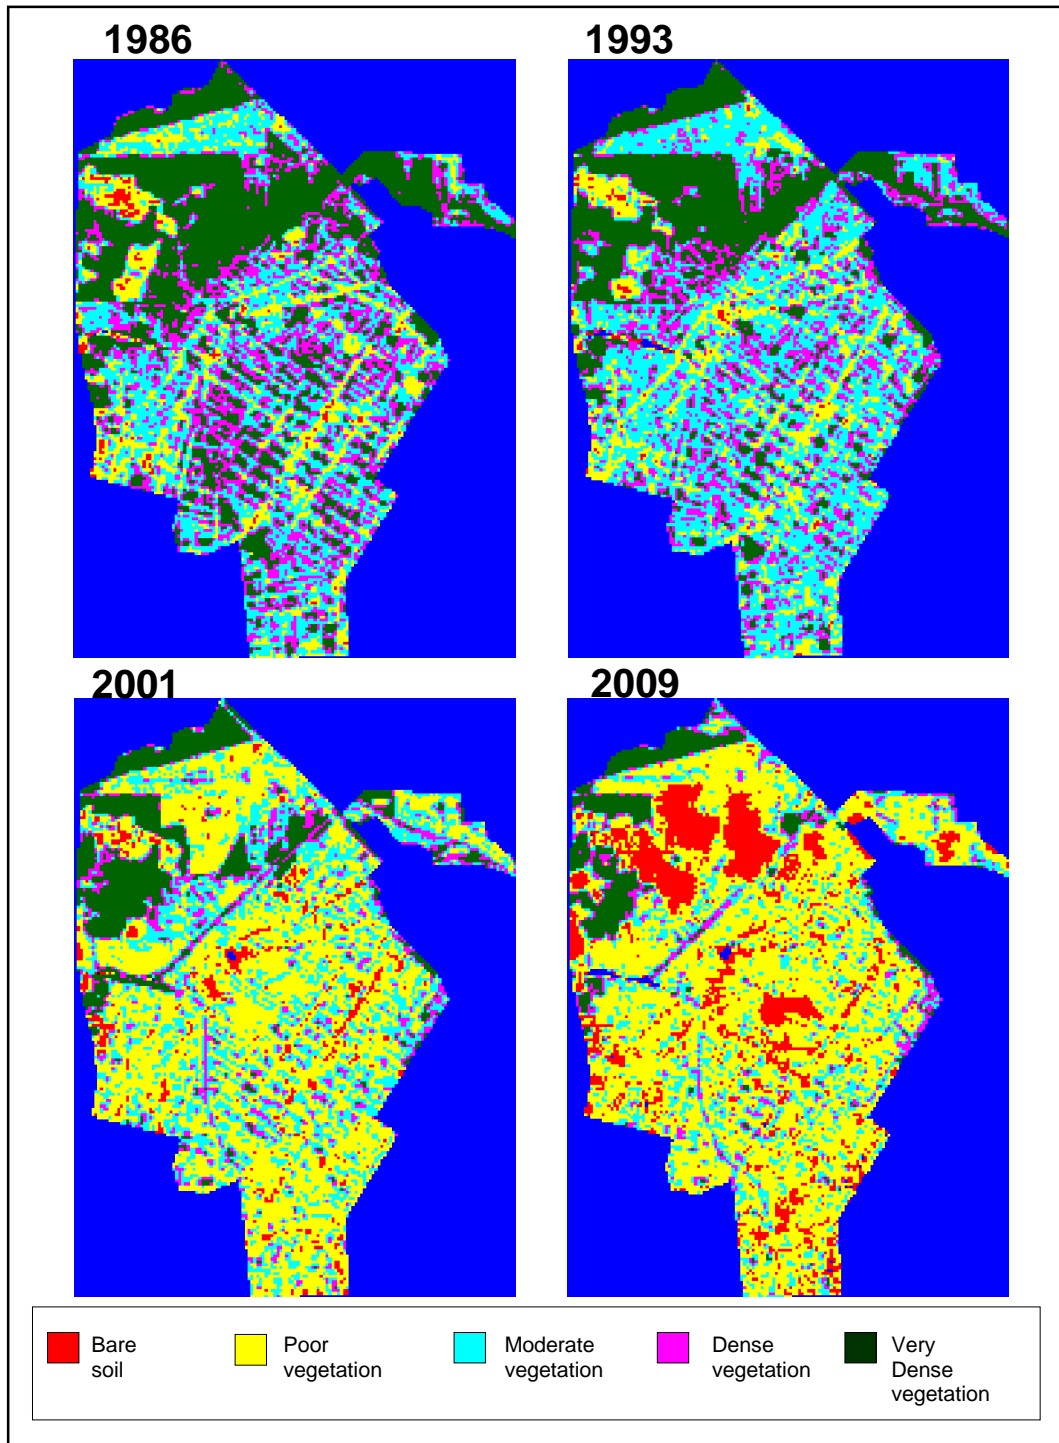 1986
1993
2001
2009
Bare
soil
Poor
vegetation
Moderate
vegetation
Dense
vegetation
Very
Dense
vegetation